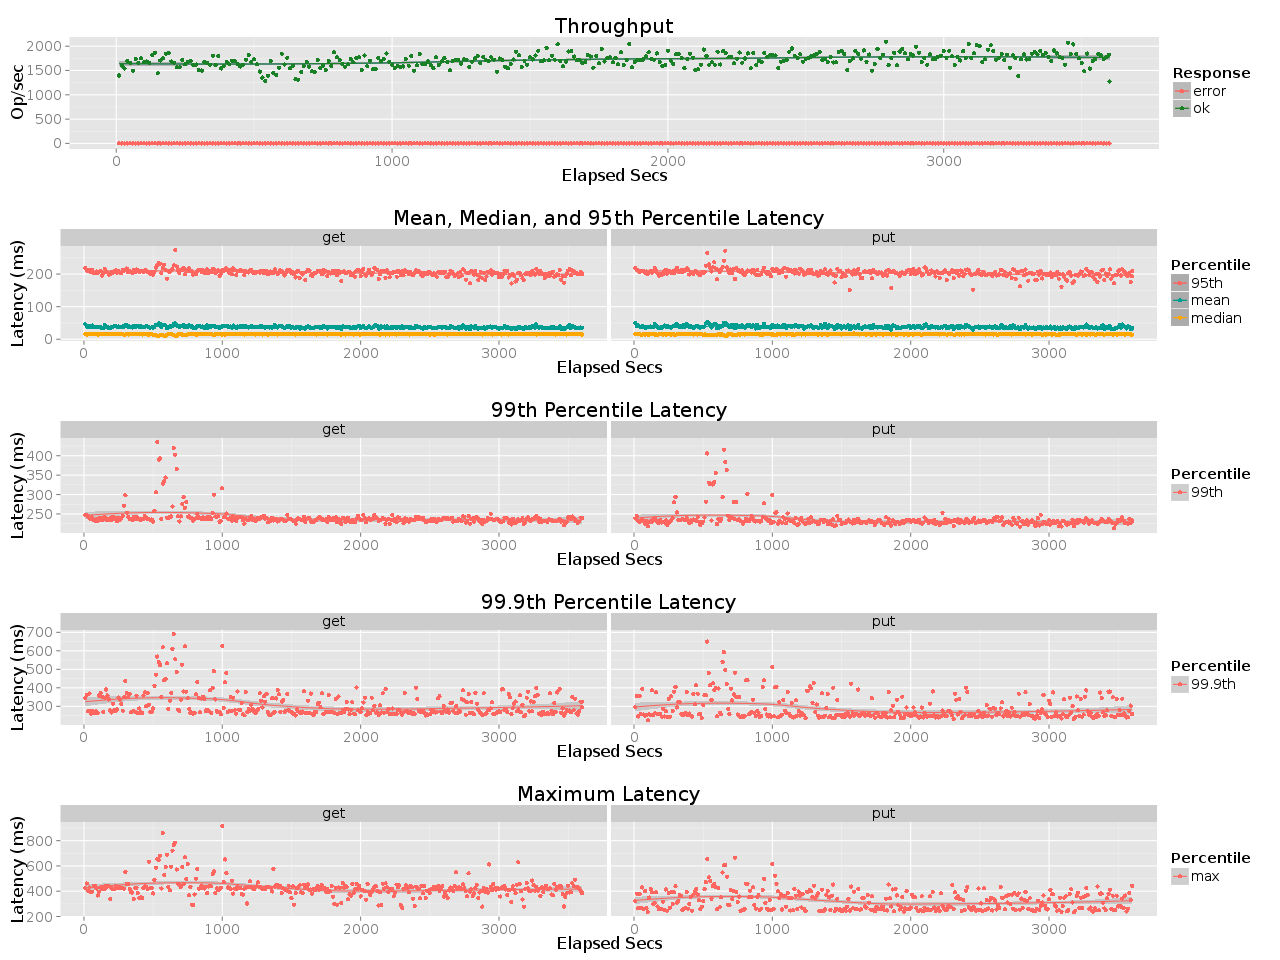 Throughput
Op/sec
2000
1500
1000
500
0
0 1000 2000 3000
Elapsed Secs
Response
error
ok
Mean, Median, and 95th Percentile Latency
get put
Latency (ms)
200
100
0
0 1000 2000 3000 0 1000 2000 3000
Elapsed Secs
Percentile
95th
mean
median
99th Percentile Latency
get put
Latency (ms)
400
350
300
250
0 1000 2000 3000 0 1000 2000 3000
Elapsed Secs
Percentile
99th
99.9th Percentile Latency
get put
Latency (ms)
700
600
500
400
300
0 1000 2000 3000 0 1000 2000 3000
Elapsed Secs
Percentile
99.9th
Maximum Latency
get put
Latency (ms)
800
600
400
200
0 1000 2000 3000 0 1000 2000 3000
Elapsed Secs
Percentile
max